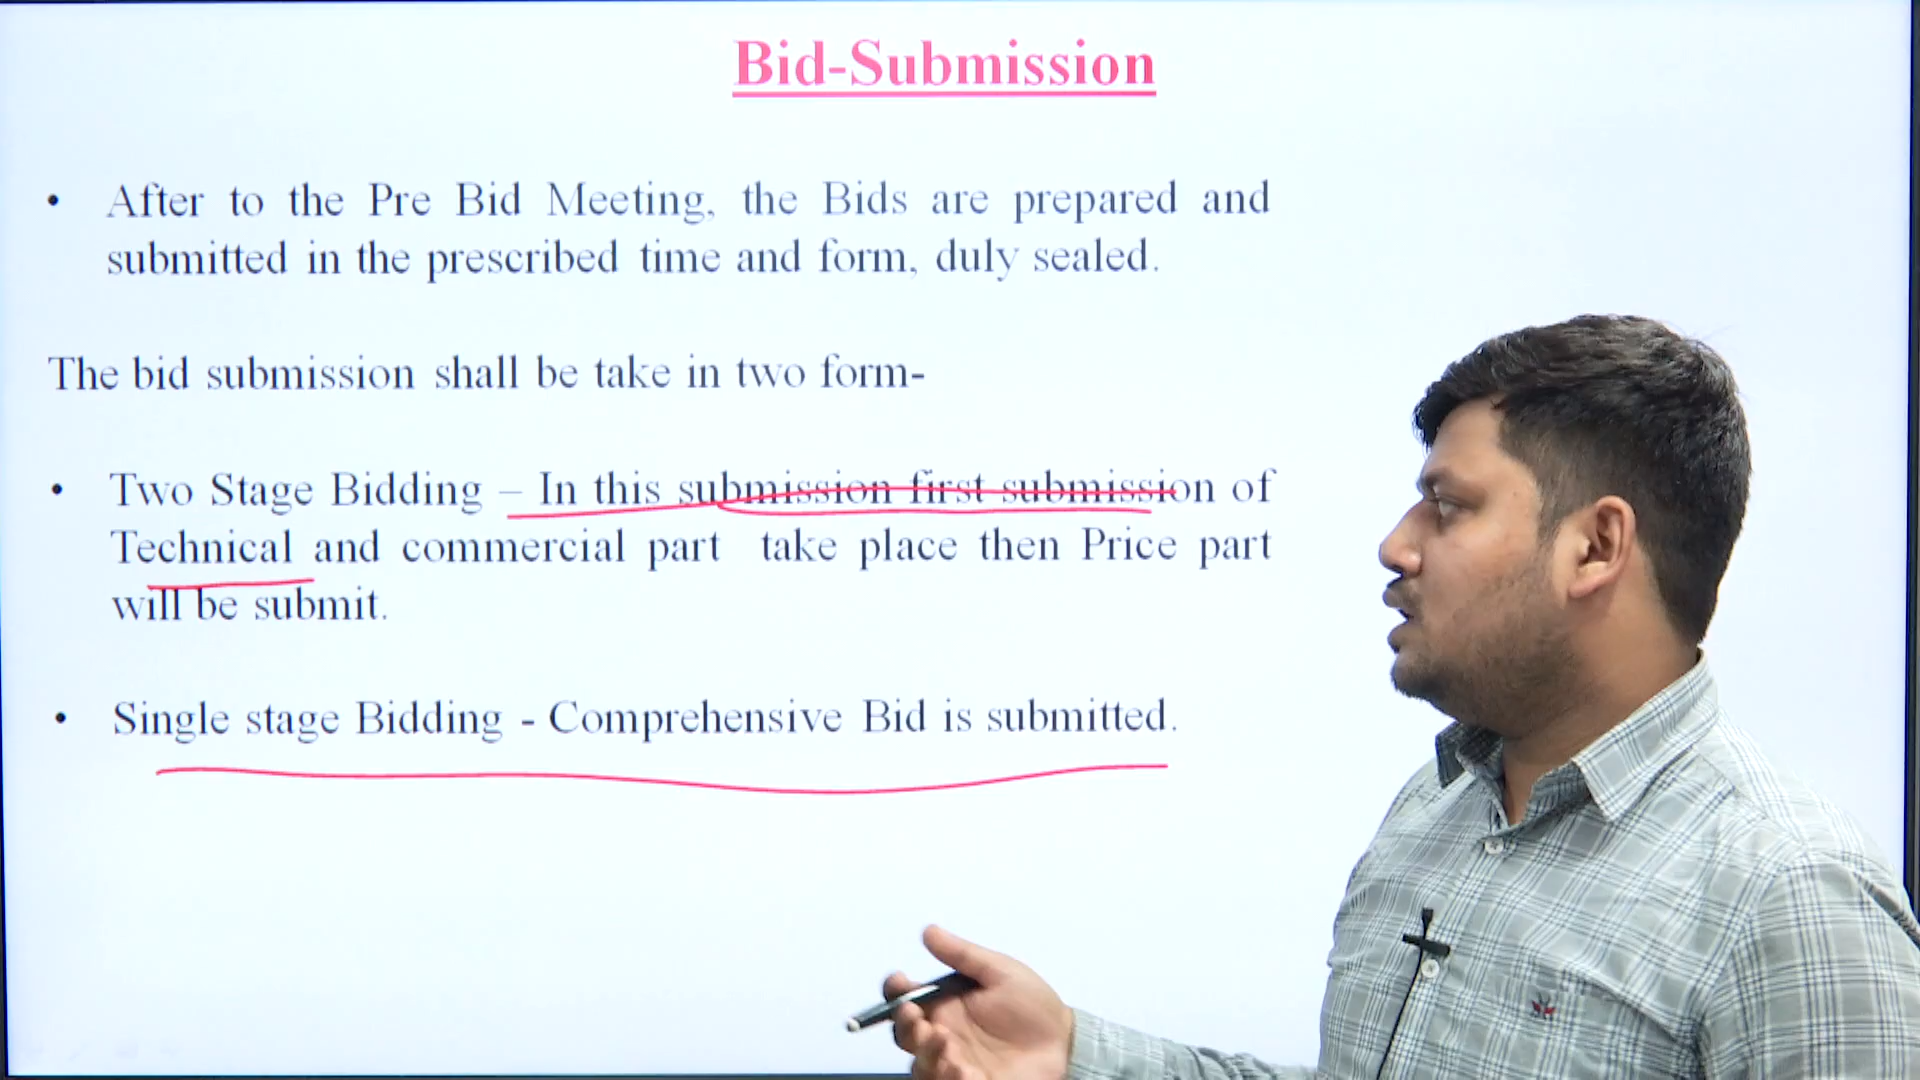 Bid-Submission
• After to the Pre Bid Meeting, the Bids are prepared and
submitted in the prescribed time and form, duly sealed.
The bid submission shall be take in two form-
• Two Stage Bidding – In this submission first submission of
Technical and commercial part take place then Price part
will be submit.
• Single stage Bidding - Comprehensive Bid is submitted.